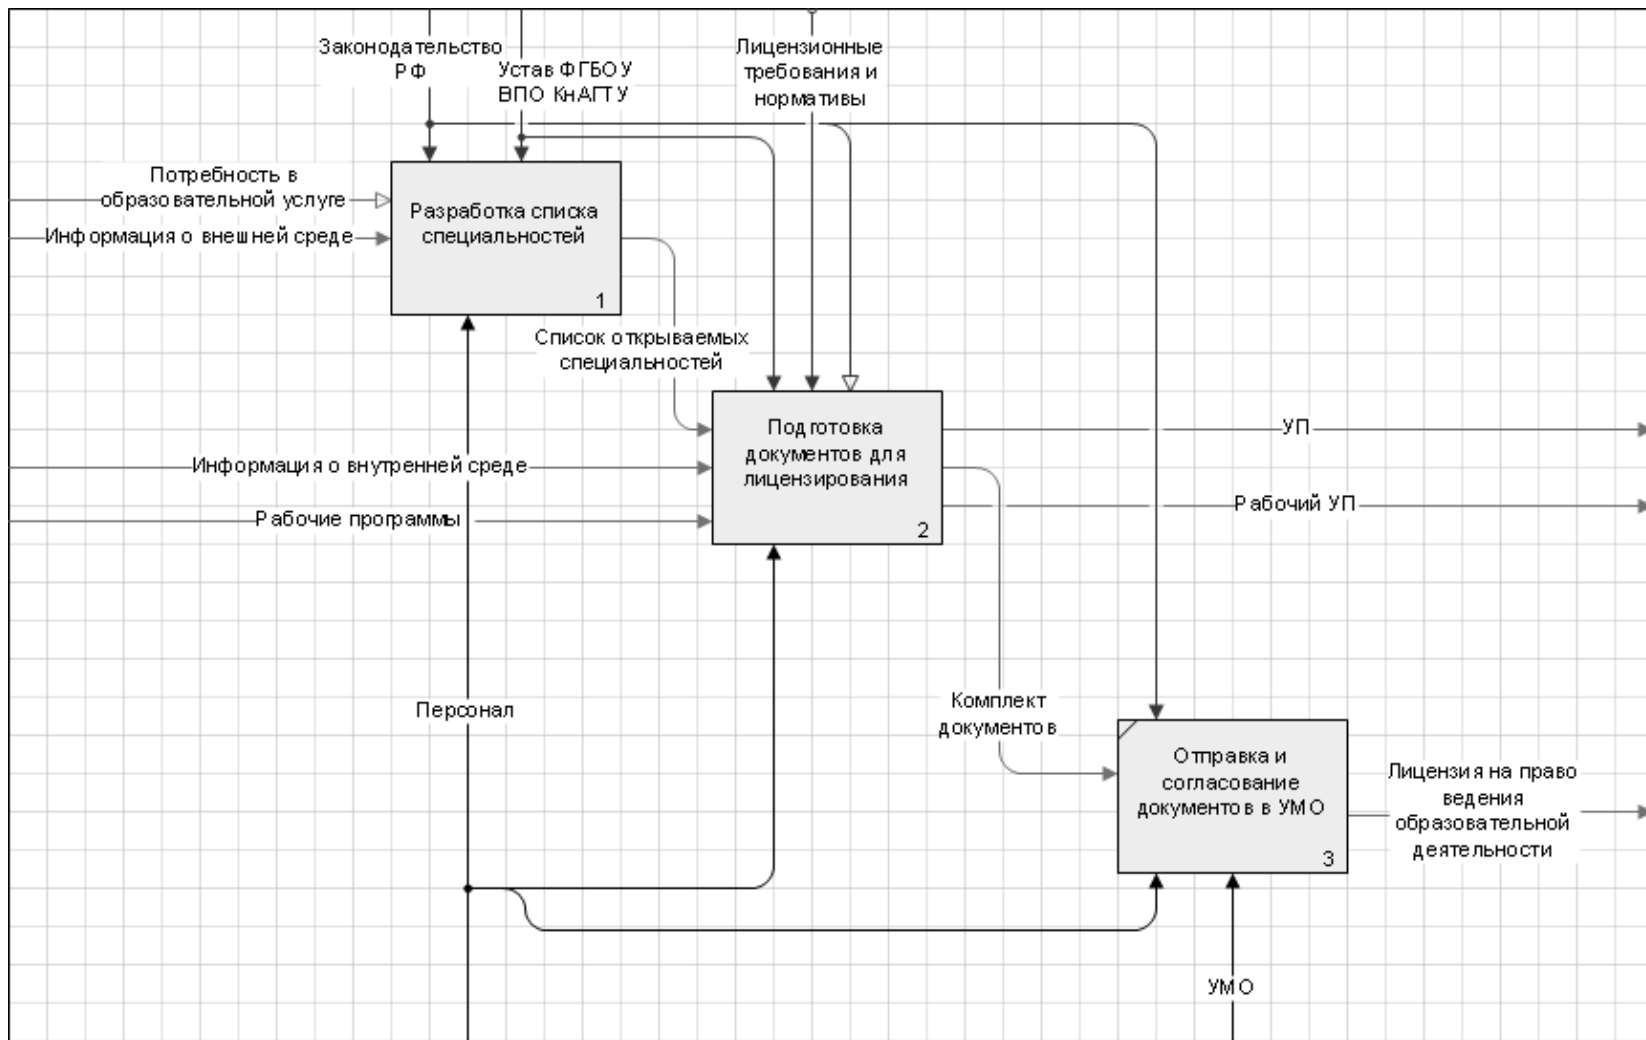 Законодательство
РФ
Устав ФГБОУ
ВПО КнАГТУ
Лицензионные
требования и
нормативы
Потребность в
образовательной услуге
Информация о внешней среде
Разработка списка
специальностей
1
Список открываемых
специальностей
Информация о внутренней среде
Рабочие программы
Подготовка
документов для
лицензирования
2
УП
Рабочий УП
Персонал
Комплект
документов
Отправка и
согласование
документов в УМО
3
Лицензия на право
ведения
образовательной
деятельности
УМО